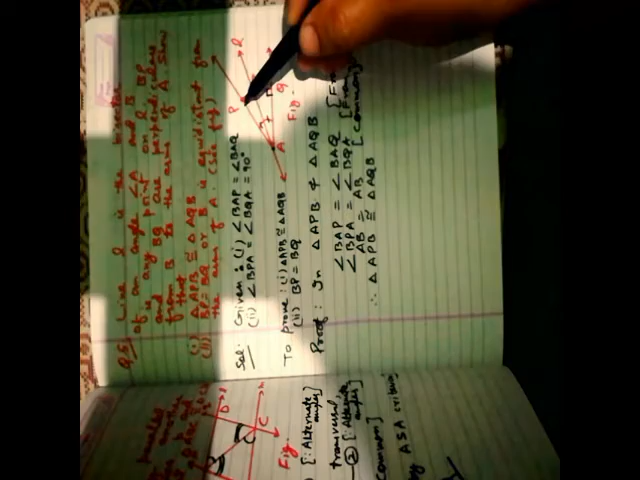 Q.5: Line l is the bisector
of an angle ∠A and B
is any point on l. BP
and BQ are perpendiculars
from B to the arms of A show
that
(i) △APB ≅ △AQB
(ii) BP = BQ or B is equidistant from
the arms of A. (See fig.)
Sol: Given: (i) ∠BAP = ∠BAQ
(ii) ∠BPA = ∠BQA = 90°
To prove: (i) △APB ≅ △AQB
(ii) BP = BQ
Proof: In △APB & △AQB
∠BAP = ∠BAQ
∠BPA = ∠BQA
AB = AB [common]
∴ △APB ≅ △AQB
P
l
Q
A
Fig.
D
C
Fig.
[∵ Alternate
angles]
transversal,
② [∵ Alternate
angles]
common]
by ASA criteria